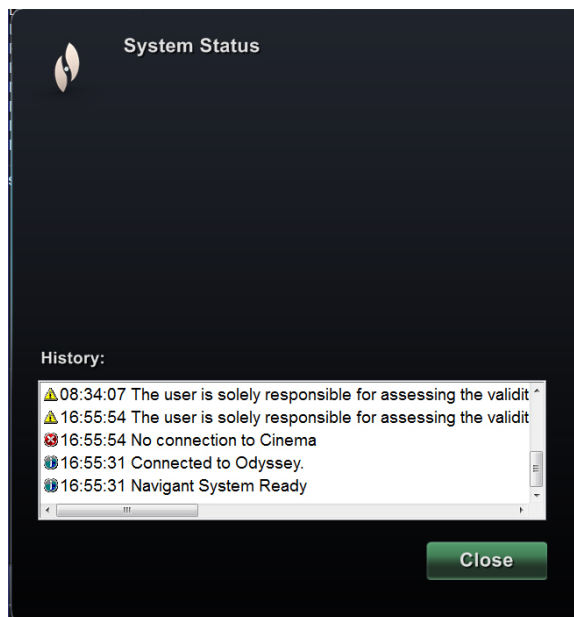 System Status
History:
08:34:07 The user is solely responsible for assessing the validit
16:55:54 The user is solely responsible for assessing the validit
16:55:54 No connection to Cinema
16:55:31 Connected to Odyssey.
16:55:31 Navigant System Ready
Close